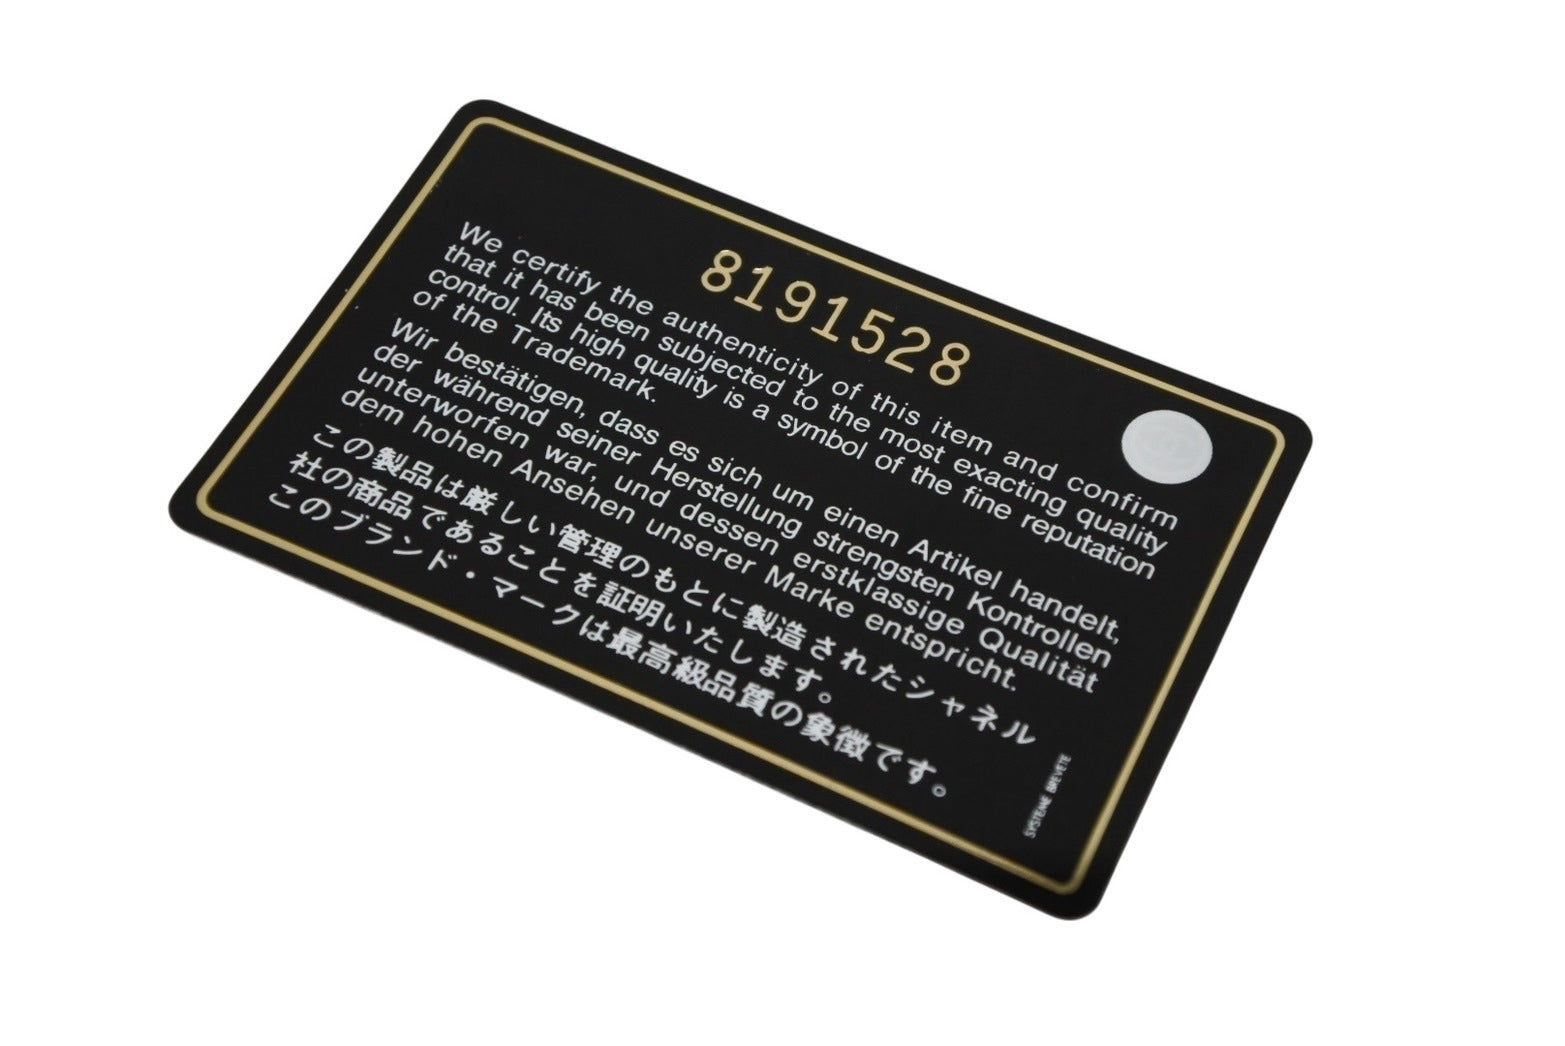 8191528
We certify the authenticity of this item and confirm
that it has been subjected to the most exacting quality
control. Its high quality is a symbol of the fine reputation
of the Trademark.
Wir bestätigen, dass es sich um einen Artikel handelt,
der während seiner Herstellung strengsten Kontrollen
unterworfen war, und dessen erstklassige Qualität
dem hohen Ansehen unserer Marke entspricht.
この製品は厳しい管理のもとに製造されたシャネル
社の商品であることを証明いたします。
このブランド・マークは最高級品質の象徴です。
SYSTEME BREVETE